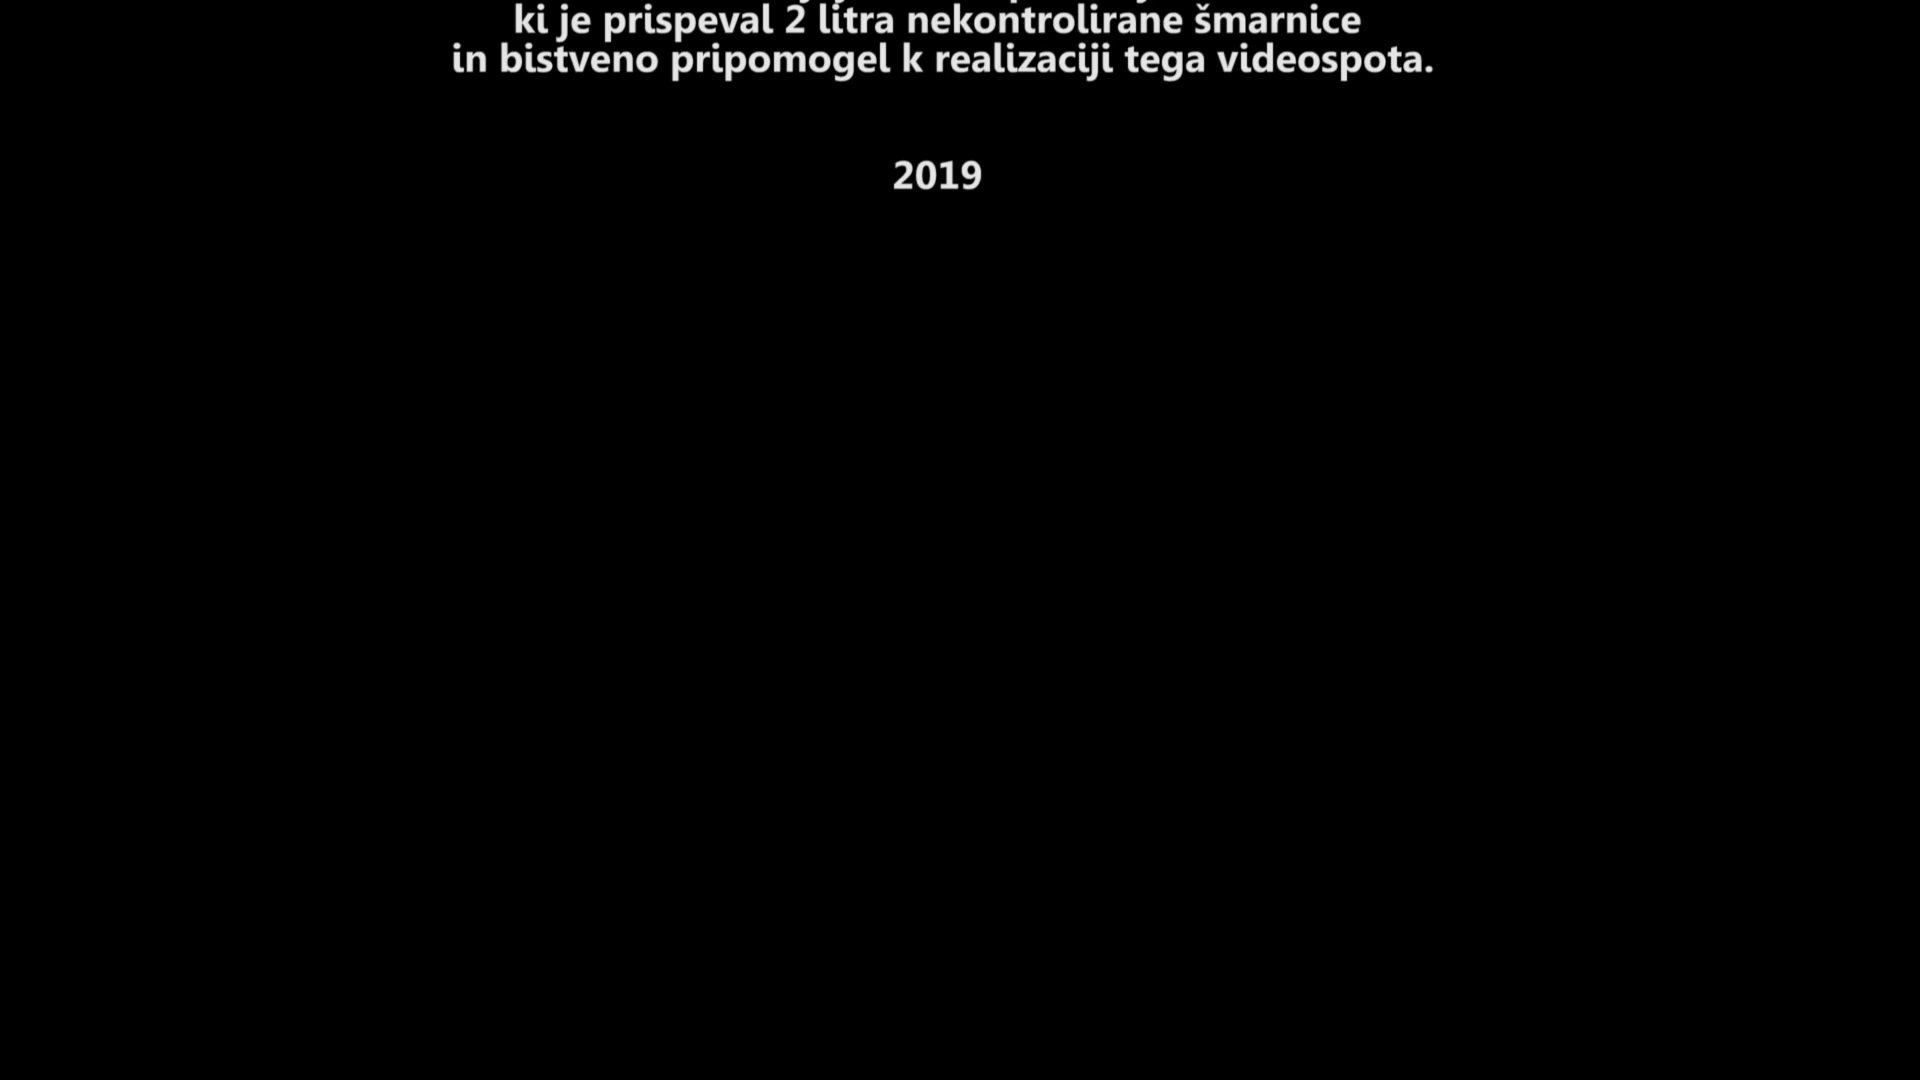 ki je prispeval 2 litra nekontrolirane šmarnice
in bistveno pripomogel k realizaciji tega videospota.
2019